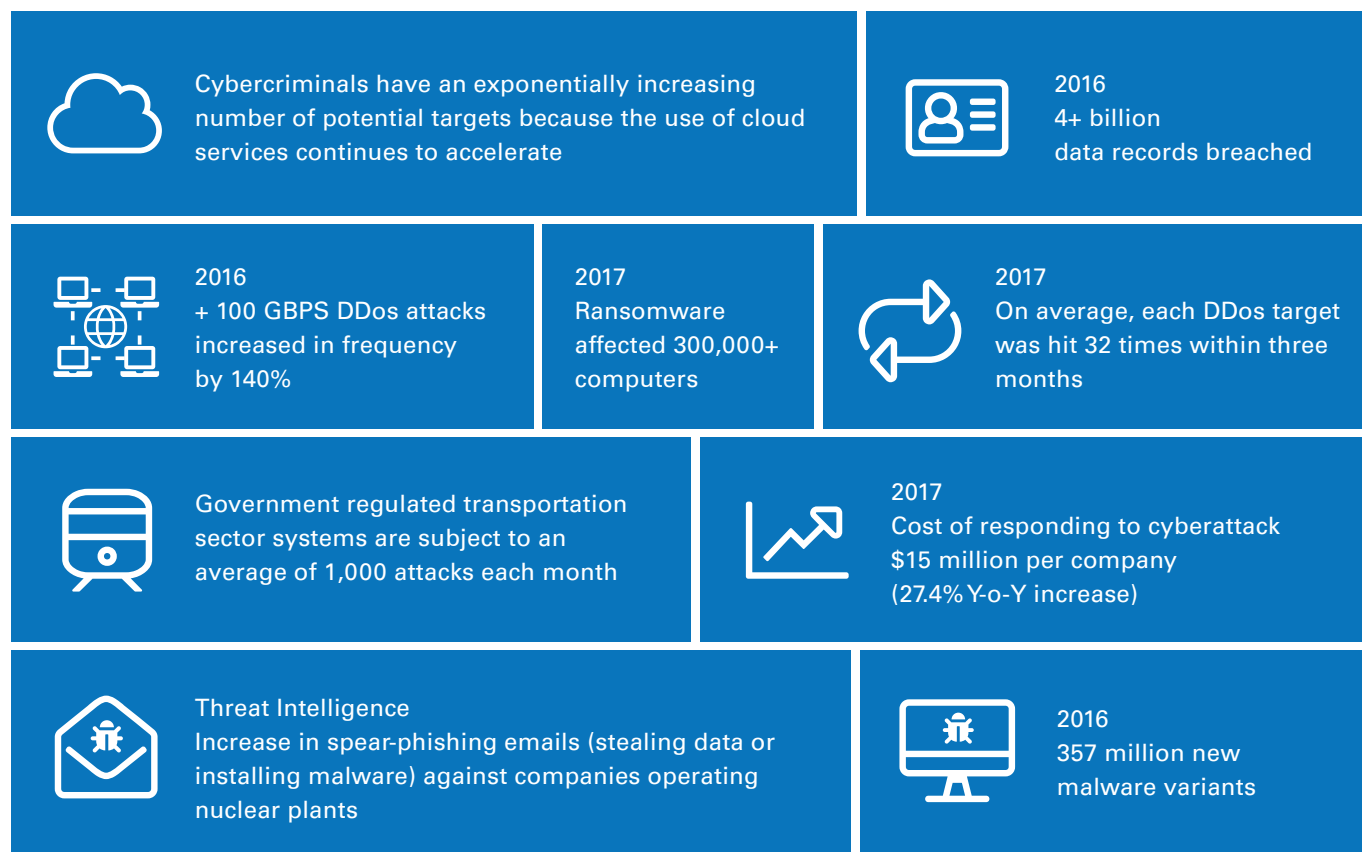 Cybercriminals have an exponentially increasing
number of potential targets because the use of cloud
services continues to accelerate
2016
4+ billion
data records breached
2016
+ 100 GBPS DDos attacks
increased in frequency
by 140%
2017
Ransomware
affected 300,000+
computers
2017
On average, each DDos target
was hit 32 times within three
months
Government regulated transportation
sector systems are subject to an
average of 1,000 attacks each month
2017
Cost of responding to cyberattack
$15 million per company
(27.4% Y-o-Y increase)
Threat Intelligence
Increase in spear-phishing emails (stealing data or
installing malware) against companies operating
nuclear plants
2016
357 million new
malware variants